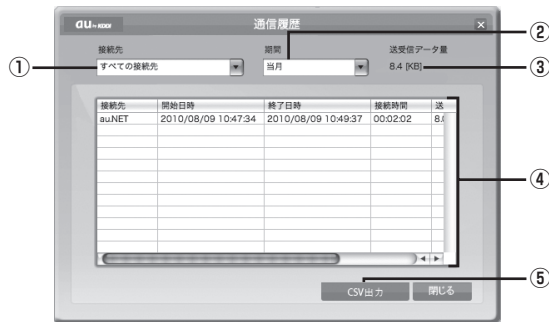 au by KDDI 通信履歴
②
接続先 期間 送受信データ量
① すべての接続先 当月 8.4 [KB] ③
接続先 開始日時 終了日時 接続時間 送
au.NET 2010/08/09 10:47:34 2010/08/09 10:49:37 00:02:02
④
⑤
CSV出力 閉じる